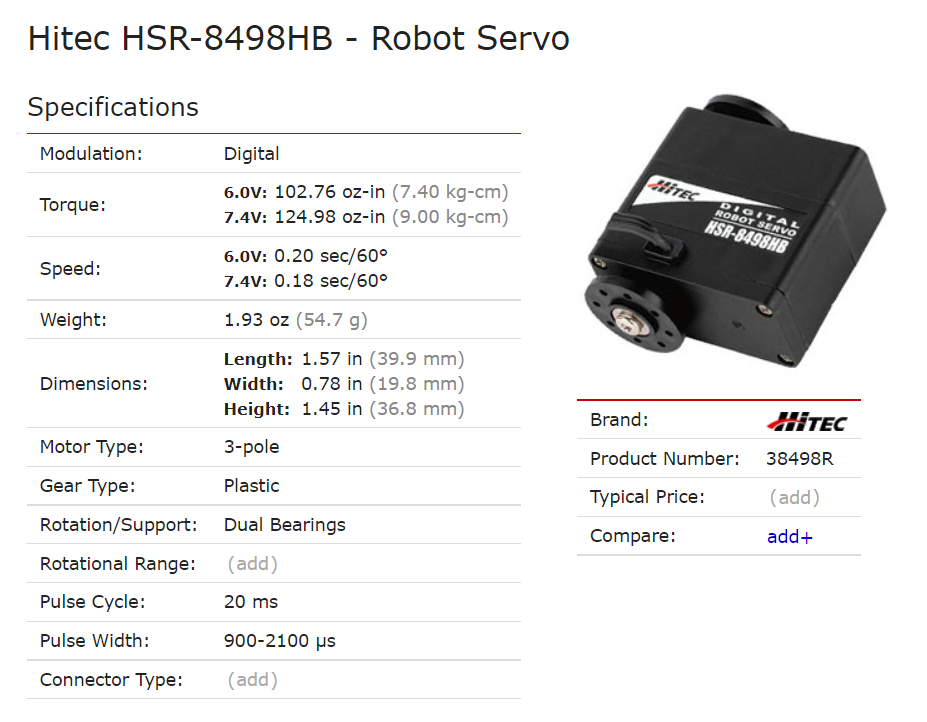 Hitec HSR-8498HB - Robot Servo
Specifications
Modulation: Digital
Torque: 6.0V: 102.76 oz-in (7.40 kg-cm)
7.4V: 124.98 oz-in (9.00 kg-cm)
Speed: 6.0V: 0.20 sec/60°
7.4V: 0.18 sec/60°
Weight: 1.93 oz (54.7 g)
Dimensions: Length: 1.57 in (39.9 mm)
Width: 0.78 in (19.8 mm)
Height: 1.45 in (36.8 mm)
Motor Type: 3-pole
Gear Type: Plastic
Rotation/Support: Dual Bearings
Rotational Range: (add)
Pulse Cycle: 20 ms
Pulse Width: 900-2100 µs
Connector Type: (add)
HiTEC
DIGITAL
ROBOT SERVO
HSR-8498HB
Brand: HiTEC
Product Number: 38498R
Typical Price: (add)
Compare: add+